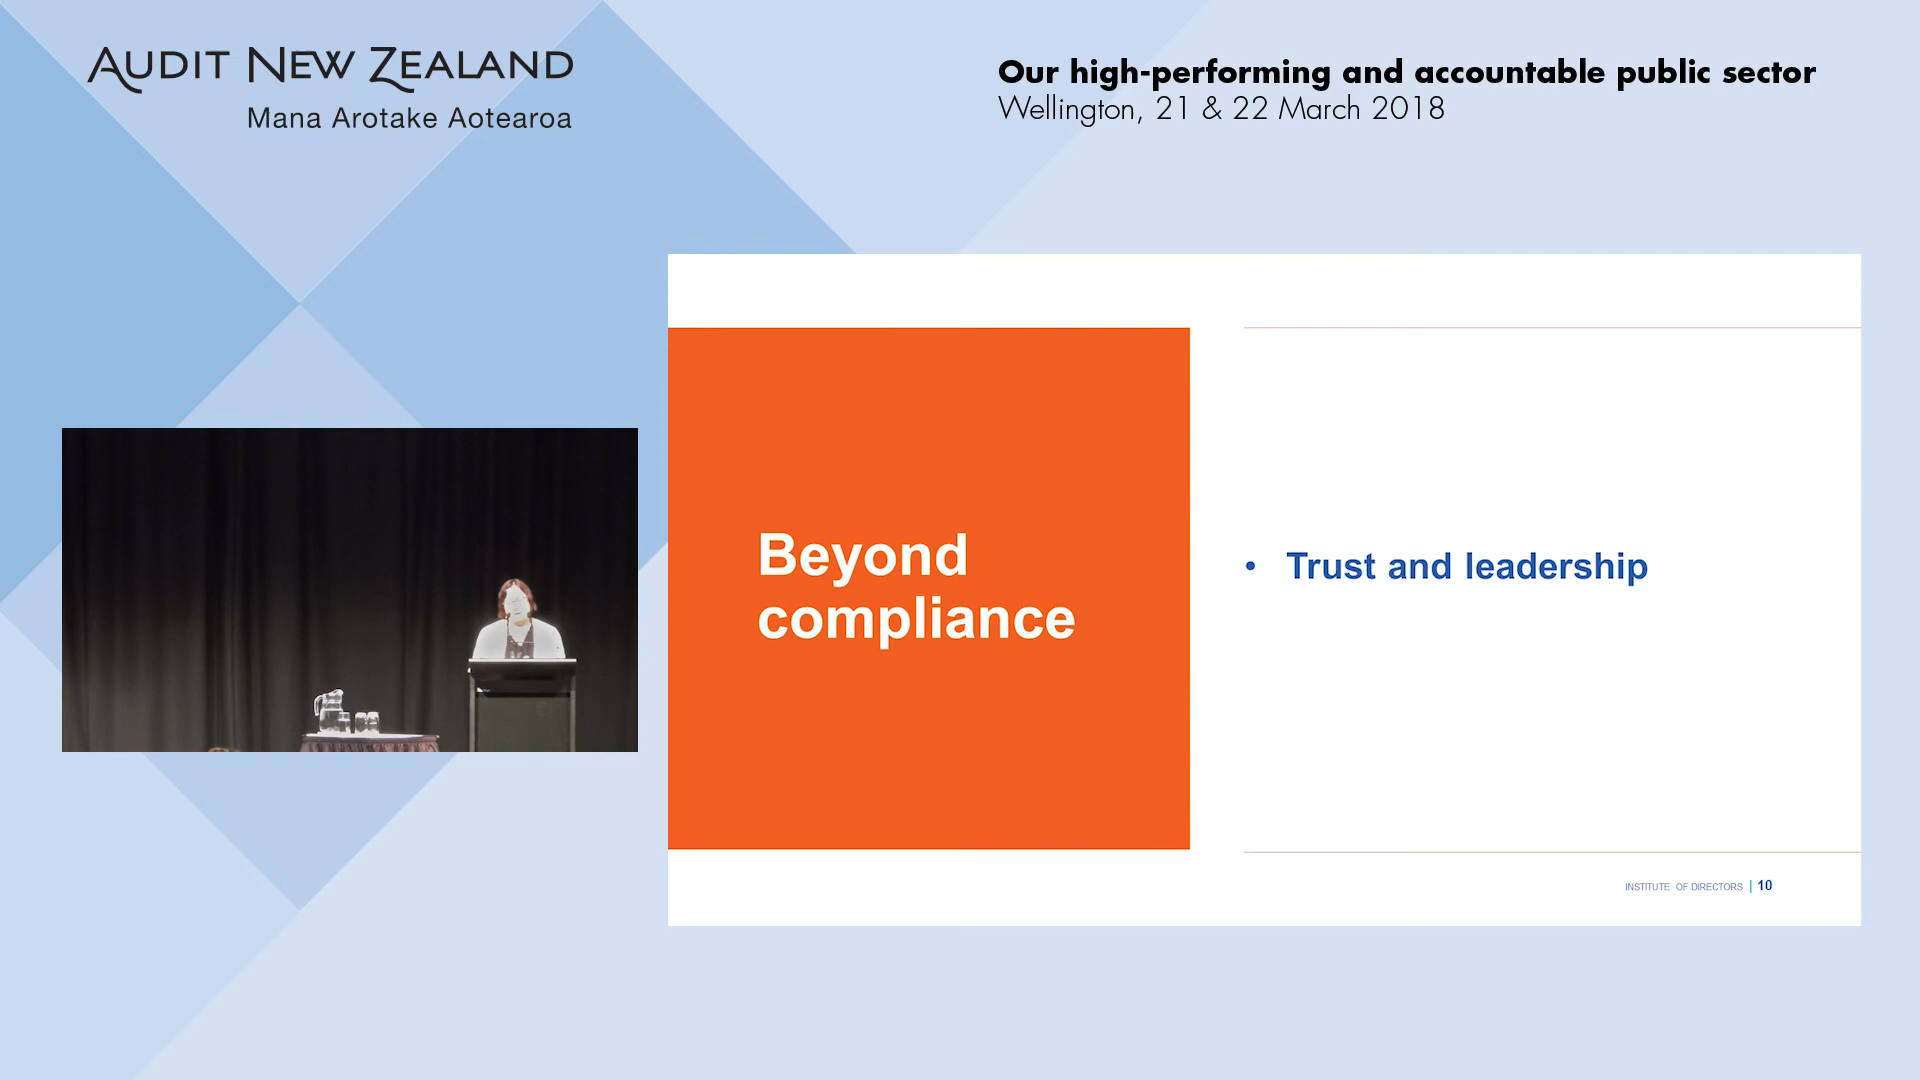 AUDIT NEW ZEALAND
Mana Arotake Aotearoa
Our high-performing and accountable public sector
Wellington, 21 & 22 March 2018
Beyond
compliance
• Trust and leadership
INSTITUTE OF DIRECTORS | 10